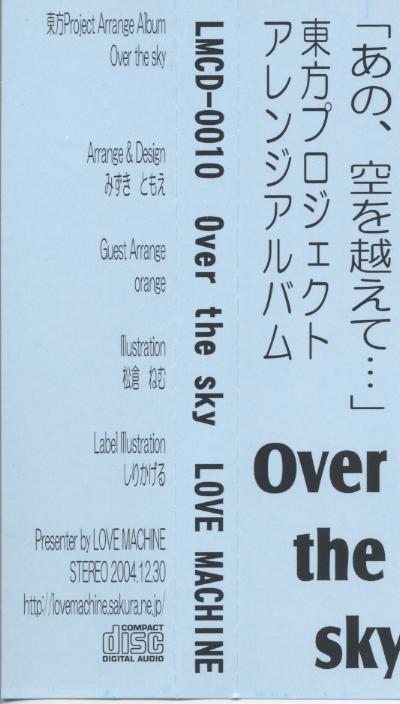 「あの、空を越えて…」
東方プロジェクト
アレンジアルバム
Over
the
sky
LMCD-0010 Over the sky LOVE MACHINE
東方Project Arrange Album
Over the sky
Arrange & Design
みずき ともえ
Guest Arrange
orange
Illustration
松倉 ねむ
Label Illustration
しりかげる
Presenter by LOVE MACHINE
STEREO 2004.12.30
http://lovemachine.sakura.ne.jp/
COMPACT
disc
DIGITAL AUDIO